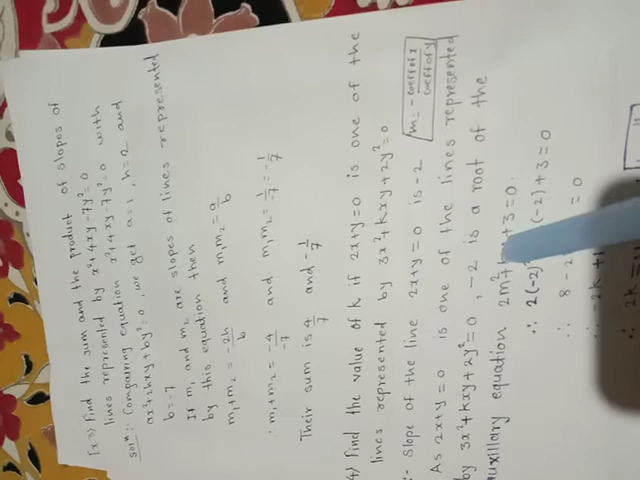 Ex 3) Find the sum and the product of slopes of
lines represented by x²+4xy-7y²=0
Solⁿ:- Comparing equation x²+4xy-7y²=0 with
ax²+2hxy+by²=0, we get a=1, h=2 and
b=-7
If m₁ and m₂ are slopes of lines represented
by this equation then
m₁+m₂ = -2h/b and m₁m₂ = a/b
∴ m₁+m₂ = -4/-7 and m₁m₂ = 1/-7 = -1/7
Their sum is 4/7 and -1/7
4) Find the value of k if 2x+y=0 is one of the
lines represented by 3x²+kxy+2y²=0
:- Slope of the line 2x+y=0 is -2
m = -coeff of x/coeff of y
As 2x+y=0 is one of the lines represented
by 3x²+kxy+2y²=0, -2 is a root of the
auxillary equation 2m²+ +3=0.
∴ 2(-2)² (-2)+3=0
∴ 8-2 =0
∴ -2k+1
∴ 2k=